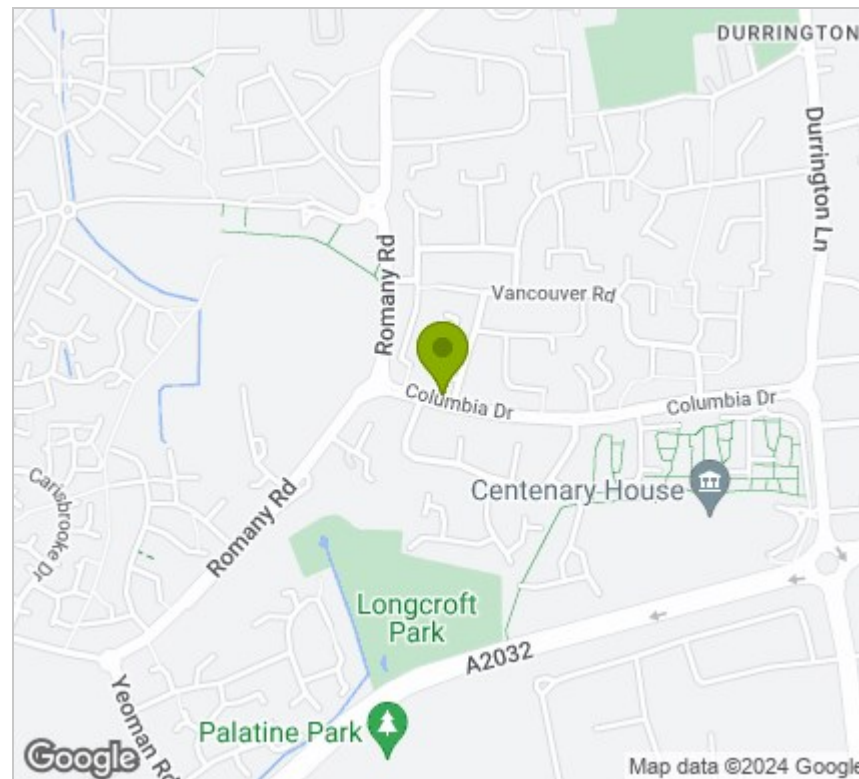 DURRINGTON
Durrington Ln
Romany Rd
Vancouver Rd
Columbia Dr
Columbia Dr
Carisbrooke Dr
Romany Rd
Centenary House
Longcroft
Park
A2032
Yeoman Rd
Palatine Park
Google
Map data ©2024 Google